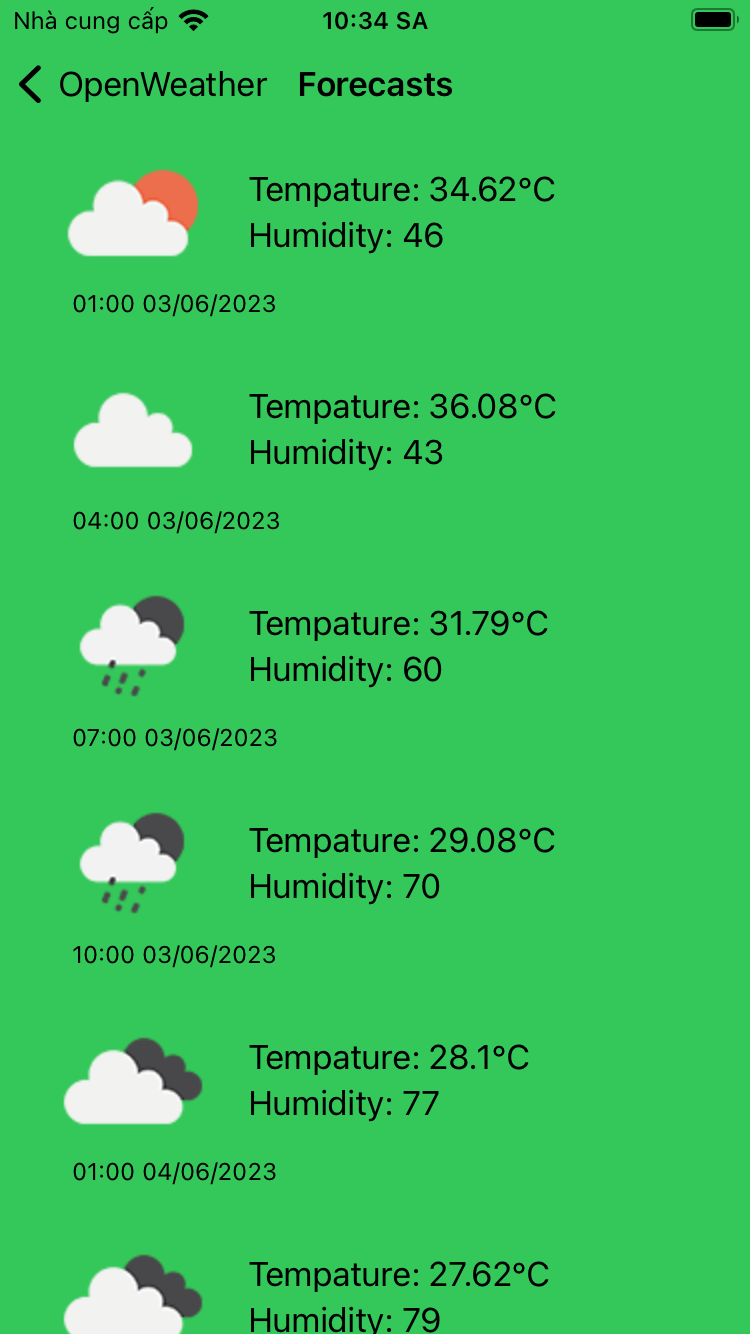 Nhà cung cấp 10:34 SA
OpenWeather Forecasts
Tempature: 34.62°C
Humidity: 46
01:00 03/06/2023
Tempature: 36.08°C
Humidity: 43
04:00 03/06/2023
Tempature: 31.79°C
Humidity: 60
07:00 03/06/2023
Tempature: 29.08°C
Humidity: 70
10:00 03/06/2023
Tempature: 28.1°C
Humidity: 77
01:00 04/06/2023
Tempature: 27.62°C
Humidity: 79